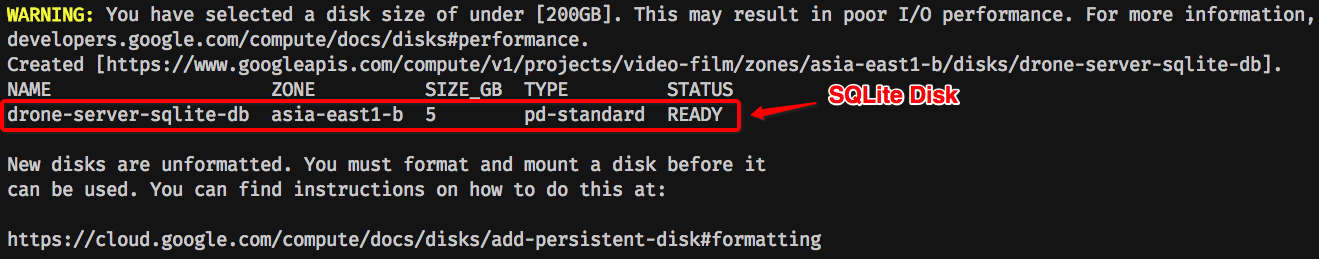 WARNING: You have selected a disk size of under [200GB]. This may result in poor I/O performance. For more information,
developers.google.com/compute/docs/disks#performance.
Created [https://www.googleapis.com/compute/v1/projects/video-film/zones/asia-east1-b/disks/drone-server-sqlite-db].
NAME ZONE SIZE_GB TYPE STATUS
drone-server-sqlite-db asia-east1-b 5 pd-standard READY
SQLite Disk
New disks are unformatted. You must format and mount a disk before it
can be used. You can find instructions on how to do this at:
https://cloud.google.com/compute/docs/disks/add-persistent-disk#formatting